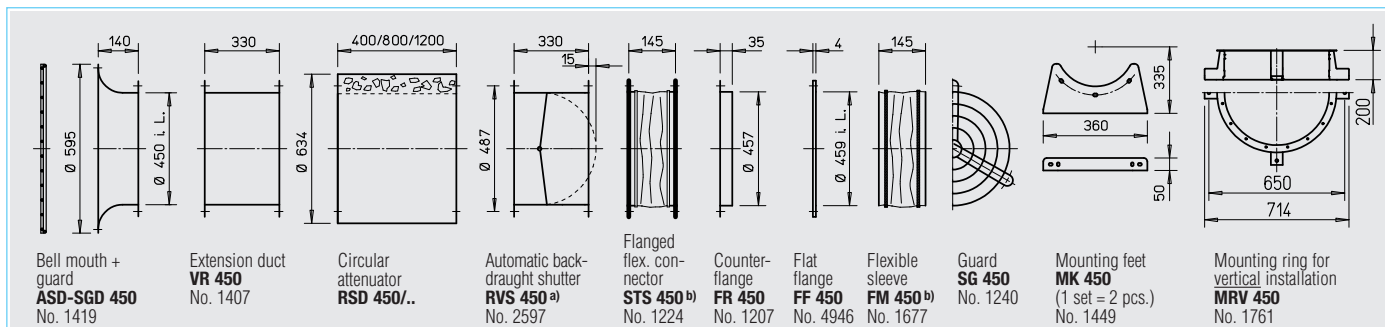 140
Ø 595
Ø 450 i. L.
330
400/800/1200
Ø 634
330
15
Ø 487
145
35
Ø 457
4
Ø 459 i. L.
145
335
360
50
200
650
714
Bell mouth +
guard
ASD-SGD 450
No. 1419
Extension duct
VR 450
No. 1407
Circular
attenuator
RSD 450/..
Automatic back-
draught shutter
RVS 450 a)
No. 2597
Flanged
flex. con-
nector
STS 450 b)
No. 1224
Counter-
flange
FR 450
No. 1207
Flat
flange
FF 450
No. 4946
Flexible
sleeve
FM 450 b)
No. 1677
Guard
SG 450
No. 1240
Mounting feet
MK 450
(1 set = 2 pcs.)
No. 1449
Mounting ring for
vertical installation
MRV 450
No. 1761